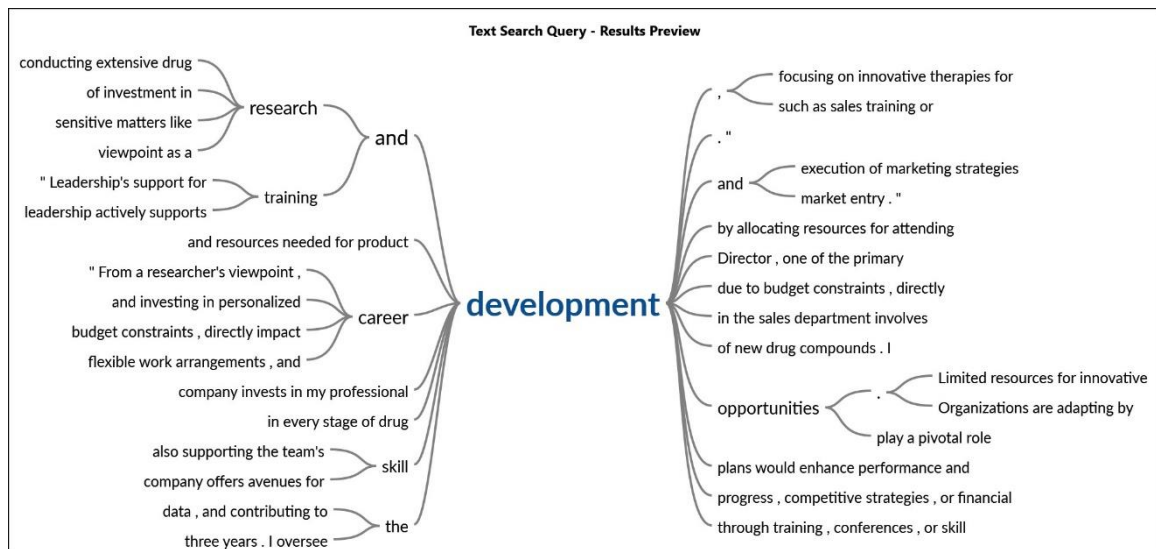 Text Search Query - Results Preview
conducting extensive drug
of investment in
sensitive matters like
viewpoint as a
research
" Leadership's support for
leadership actively supports
training
and
and resources needed for product
" From a researcher's viewpoint ,
and investing in personalized
budget constraints , directly impact
flexible work arrangements , and
career
company invests in my professional
in every stage of drug
also supporting the team's
company offers avenues for
skill
data , and contributing to
three years . I oversee
the
development
,
focusing on innovative therapies for
such as sales training or
. "
and
execution of marketing strategies
market entry . "
by allocating resources for attending
Director , one of the primary
due to budget constraints , directly
in the sales department involves
of new drug compounds . I
opportunities
.
Limited resources for innovative
Organizations are adapting by
play a pivotal role
plans would enhance performance and
progress , competitive strategies , or financial
through training , conferences , or skill